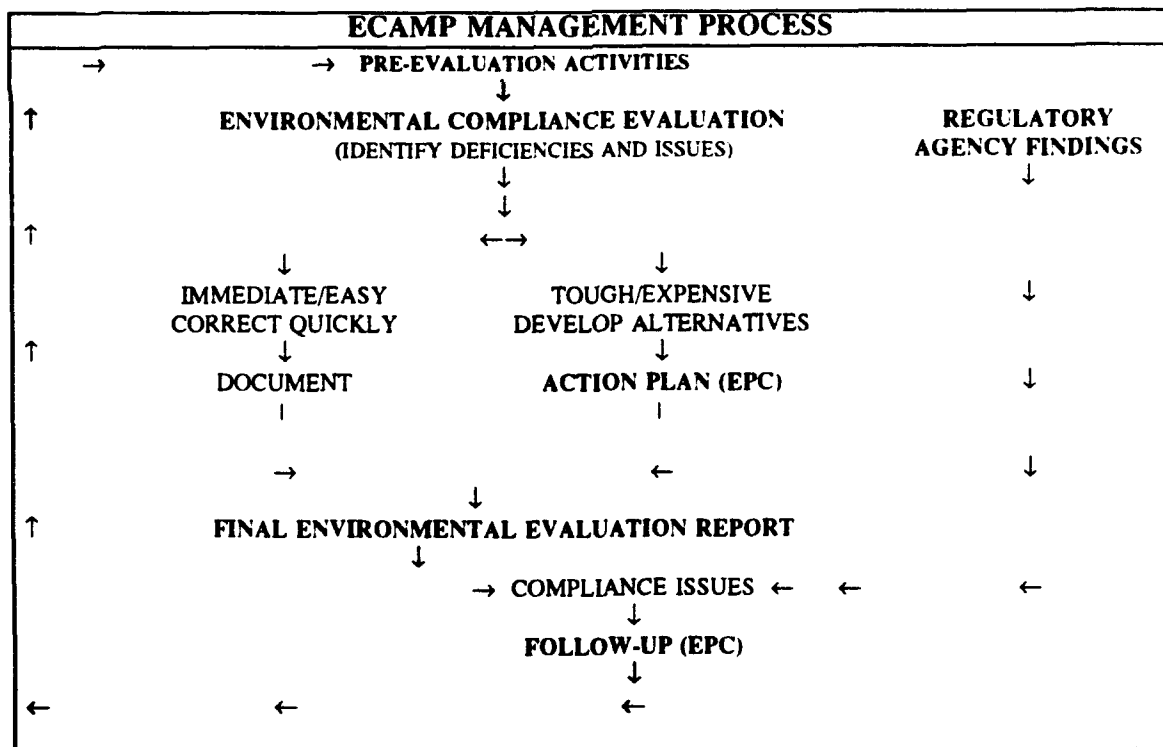 ECAMP MANAGEMENT PROCESS
→ → PRE-EVALUATION ACTIVITIES
↓
↑ ENVIRONMENTAL COMPLIANCE EVALUATION REGULATORY
(IDENTIFY DEFICIENCIES AND ISSUES) AGENCY FINDINGS
↓ ↓
↓
↑ ←→
↓ ↓
IMMEDIATE/EASY TOUGH/EXPENSIVE ↓
CORRECT QUICKLY DEVELOP ALTERNATIVES
↑ ↓ ↓
DOCUMENT ACTION PLAN (EPC) ↓
| |
→ ← ↓
↓
↑ FINAL ENVIRONMENTAL EVALUATION REPORT
↓
→ COMPLIANCE ISSUES ← ← ←
↓
FOLLOW-UP (EPC)
↓
← ← ←